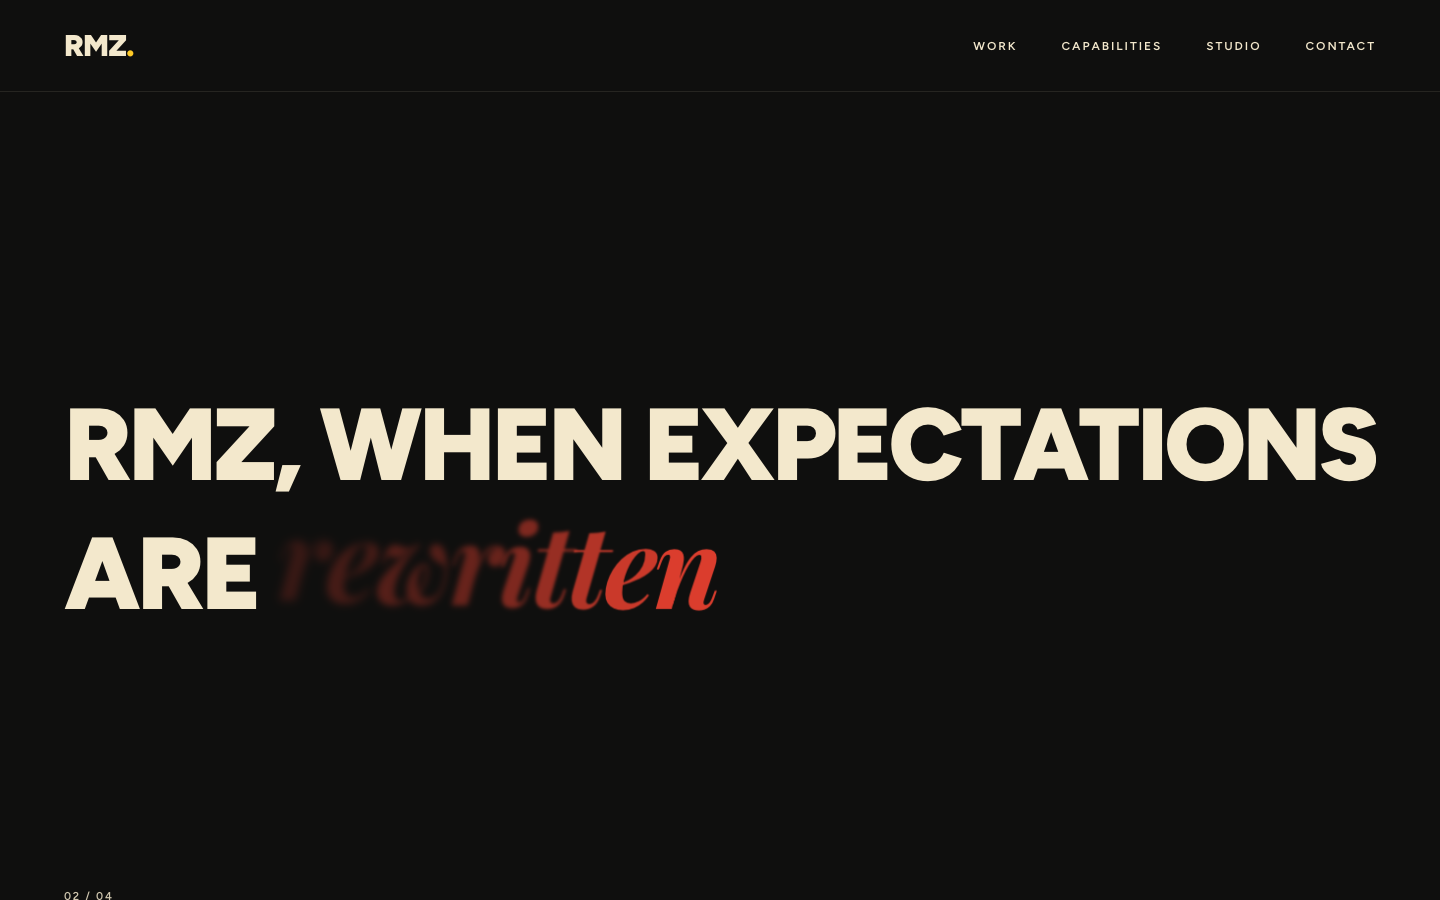 RMZ.
WORK CAPABILITIES STUDIO CONTACT
RMZ, WHEN EXPECTATIONS
ARE rewritten
02 / 04